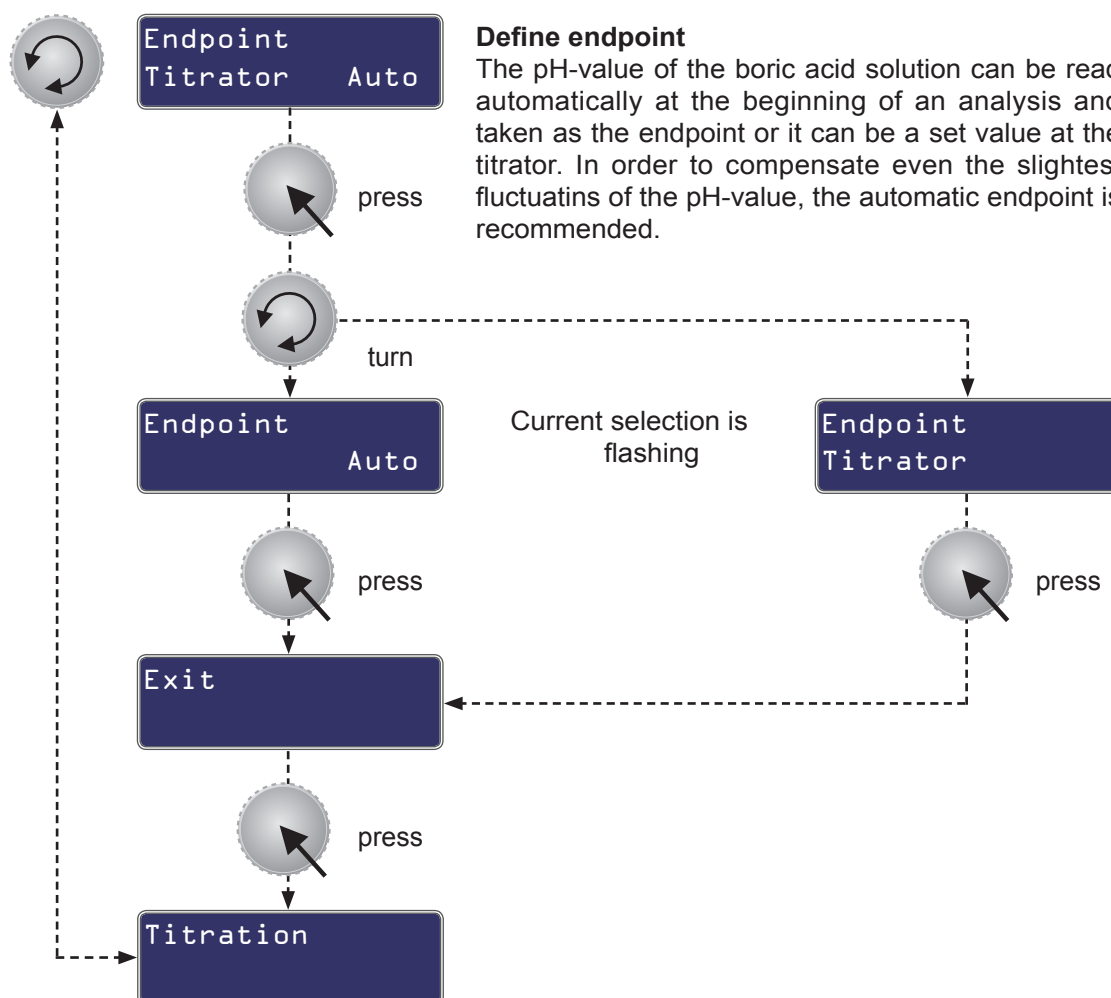 Endpoint
Titrator Auto
Define endpoint
The pH-value of the boric acid solution can be read
automatically at the beginning of an analysis and
taken as the endpoint or it can be a set value at the
titrator. In order to compensate even the slightes
fluctuatins of the pH-value, the automatic endpoint is
recommended.
press
turn
Endpoint
Auto
Current selection is
flashing
Endpoint
Titrator
press
press
Exit
press
Titration